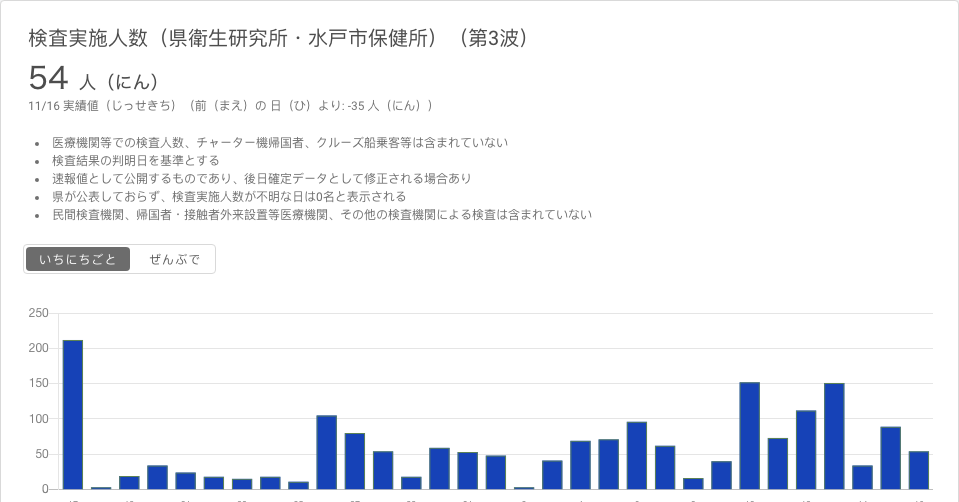 検査実施人数（県衛生研究所・水戸市保健所）（第3波）
54 人（にん）
11/16 実績値（じっせきち）（前（まえ）の 日（ひ）より: -35 人（にん））
• 医療機関等での検査人数、チャーター機帰国者、クルーズ船乗客等は含まれていない
• 検査結果の判明日を基準とする
• 速報値として公開するものであり、後日確定データとして修正される場合あり
• 県が公表しておらず、検査実施人数が不明な日は0名と表示される
• 民間検査機関、帰国者・接触者外来設置等医療機関、その他の検査機関による検査は含まれていない
いちにちごと ぜんぶで
250
200
150
100
50
0